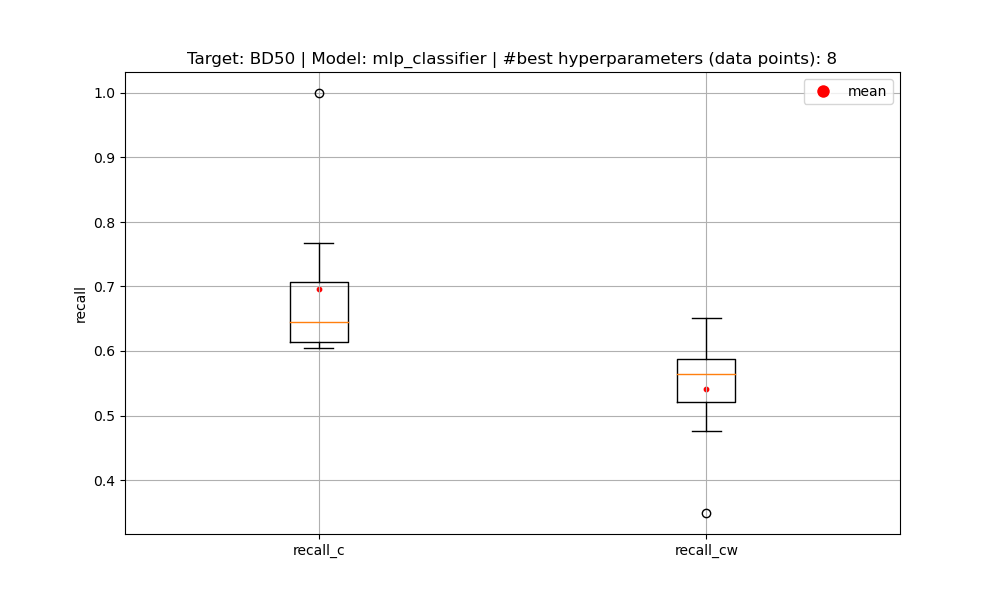 Target: BD50 | Model: mlp_classifier | #best hyperparameters (data points): 8
mean
1.0
0.9
0.8
0.7
0.6
0.5
0.4
recall
recall_c
recall_cw